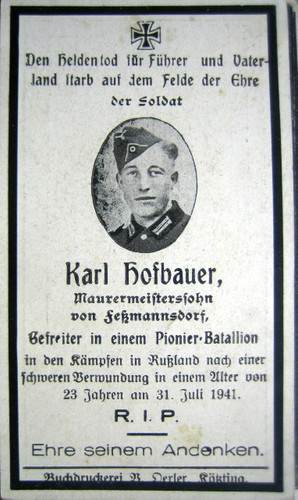 Den Heldentod für Führer und Vater-
land starb auf dem Felde der Ehre
der Soldat
Karl Hofbauer,
Maurermeisterssohn
von Feßmannsdorf,
Gefreiter in einem Pionier-Batallion
in den Kämpfen in Rußland nach einer
schweren Verwundung in einem Alter von
23 Jahren am 31. Juli 1941.
R. I. P.
Ehre seinem Andenken.
Buchdruckerei B. Oexler, Kötzting.